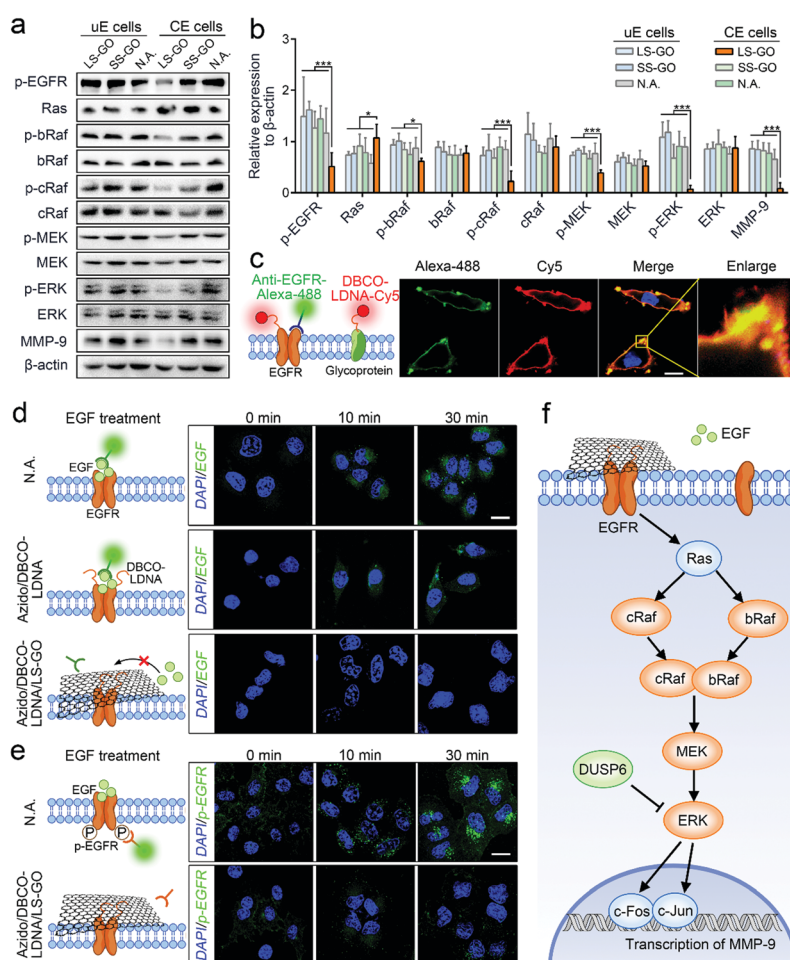 a
uE cells CE cells
LS-GO SS-GO N.A. LS-GO SS-GO N.A.
p-EGFR
Ras
p-bRaf
bRaf
p-cRaf
cRaf
p-MEK
MEK
p-ERK
ERK
MMP-9
β-actin
b
Relative expression
to β-actin
3
2
1
0
uE cells CE cells
LS-GO LS-GO
SS-GO SS-GO
N.A. N.A.
*** * * *** *** *** ***
p-EGFR Ras p-bRaf bRaf p-cRaf cRaf p-MEK MEK p-ERK ERK MMP-9
c
Anti-EGFR-
Alexa-488
DBCO-
LDNA-Cy5
EGFR
Glycoprotein
Alexa-488 Cy5 Merge Enlarge
d
EGF treatment 0 min 10 min 30 min
N.A.
EGF
EGFR
DAPI/EGF
Azido/DBCO-
LDNA
DBCO-
LDNA
DAPI/EGF
Azido/DBCO-
LDNA/LS-GO
DAPI/EGF
e
EGF treatment 0 min 10 min 30 min
N.A.
EGF
P P
p-EGFR
DAPI/p-EGFR
Azido/DBCO-
LDNA/LS-GO
DAPI/p-EGFR
f
EGF
EGFR
Ras
cRaf bRaf
cRaf bRaf
MEK
DUSP6
ERK
c-Fos c-Jun
Transcription of MMP-9